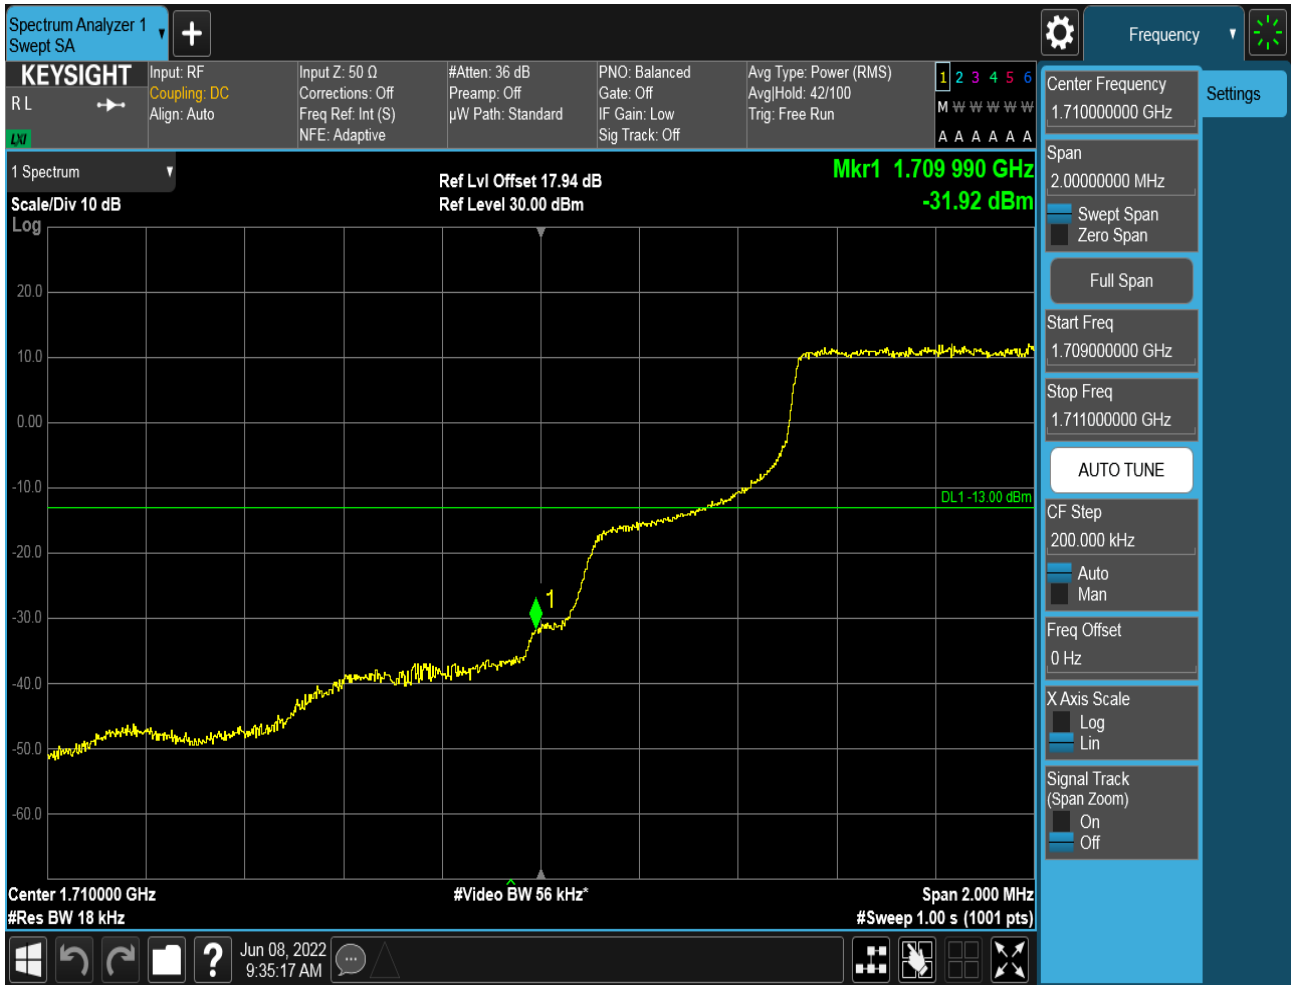 Spectrum Analyzer 1
Swept SA
+
Frequency
KEYSIGHT
R L
LXI
Input: RF
Coupling: DC
Align: Auto
Input Z: 50 Ω
Corrections: Off
Freq Ref: Int (S)
NFE: Adaptive
#Atten: 36 dB
Preamp: Off
µW Path: Standard
PNO: Balanced
Gate: Off
IF Gain: Low
Sig Track: Off
Avg Type: Power (RMS)
Avg|Hold: 42/100
Trig: Free Run
1 2 3 4 5 6
M W W W W W
A A A A A A
1 Spectrum
Scale/Div 10 dB
Log
Ref Lvl Offset 17.94 dB
Ref Level 30.00 dBm
Mkr1 1.709 990 GHz
-31.92 dBm
20.0
10.0
0.00
-10.0
-20.0
-30.0
-40.0
-50.0
-60.0
DL1 -13.00 dBm
1
Center 1.710000 GHz
#Res BW 18 kHz
#Video BW 56 kHz*
Span 2.000 MHz
#Sweep 1.00 s (1001 pts)
Settings
Center Frequency
1.710000000 GHz
Span
2.00000000 MHz
Swept Span
Zero Span
Full Span
Start Freq
1.709000000 GHz
Stop Freq
1.711000000 GHz
AUTO TUNE
CF Step
200.000 kHz
Auto
Man
Freq Offset
0 Hz
X Axis Scale
Log
Lin
Signal Track
(Span Zoom)
On
Off
?
Jun 08, 2022
9:35:17 AM